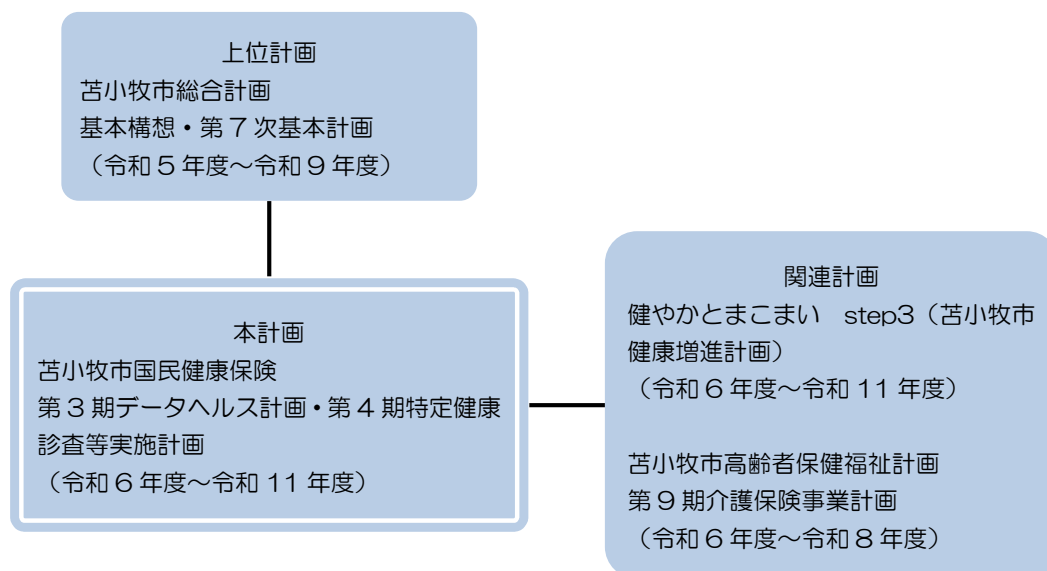 上位計画
苫小牧市総合計画
基本構想・第7次基本計画
（令和5年度～令和9年度）
本計画
苫小牧市国民健康保険
第3期データヘルス計画・第4期特定健康
診査等実施計画
（令和6年度～令和11年度）
関連計画
健やかとまこまい　step3（苫小牧市
健康増進計画）
（令和6年度～令和11年度）
苫小牧市高齢者保健福祉計画
第9期介護保険事業計画
（令和6年度～令和8年度）